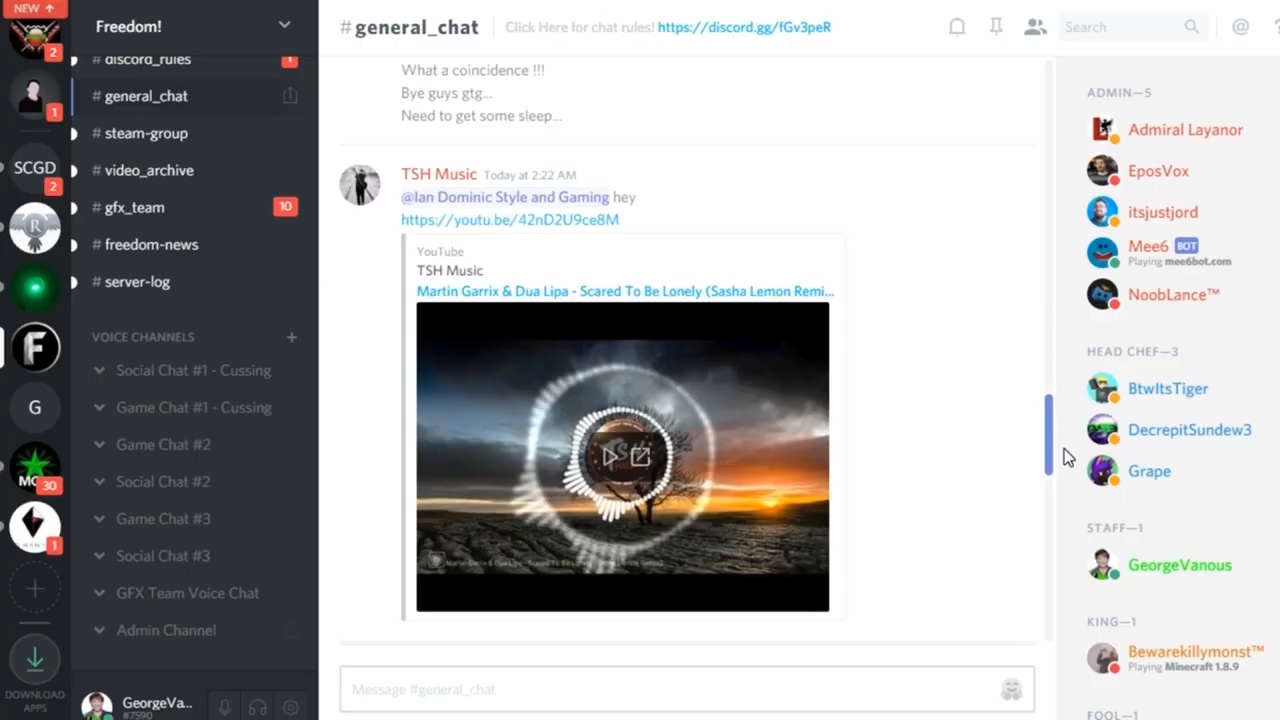 NEW ↑
2
1
SCGD
2
R
F
G
30
1
DOWNLOAD
APPS
Freedom!
# discord_rules
1
# general_chat
# steam-group
# video_archive
# gfx_team
10
# freedom-news
# server-log
VOICE CHANNELS
Social Chat #1 - Cussing
Game Chat #1 - Cussing
Game Chat #2
Social Chat #2
Game Chat #3
Social Chat #3
GFX Team Voice Chat
Admin Channel
GeorgeVa...
#7590
#general_chat
Click Here for chat rules! https://discord.gg/fGv3peR
Search
What a coincidence !!!
Bye guys gtg...
Need to get some sleep...
TSH Music Today at 2:22 AM
@Ian Dominic Style and Gaming hey
https://youtu.be/42nD2U9ce8M
YouTube
TSH Music
Martin Garrix & Dua Lipa - Scared To Be Lonely (Sasha Lemon Remi...
Message #general_chat
ADMIN—5
Admiral Layanor
EposVox
itsjustjord
Mee6 BOT
Playing mee6bot.com
NoobLance™
HEAD CHEF—3
BtwItsTiger
DecrepitSundew3
Grape
STAFF—1
GeorgeVanous
KING—1
Bewarekillymonst™
Playing Minecraft 1.8.9
FOOL—1